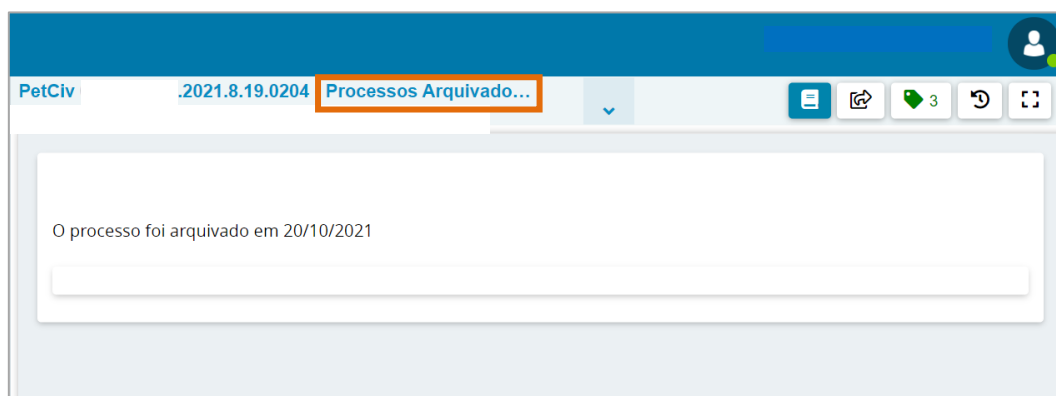 PetCiv .2021.8.19.0204 Processos Arquivado...
3
O processo foi arquivado em 20/10/2021